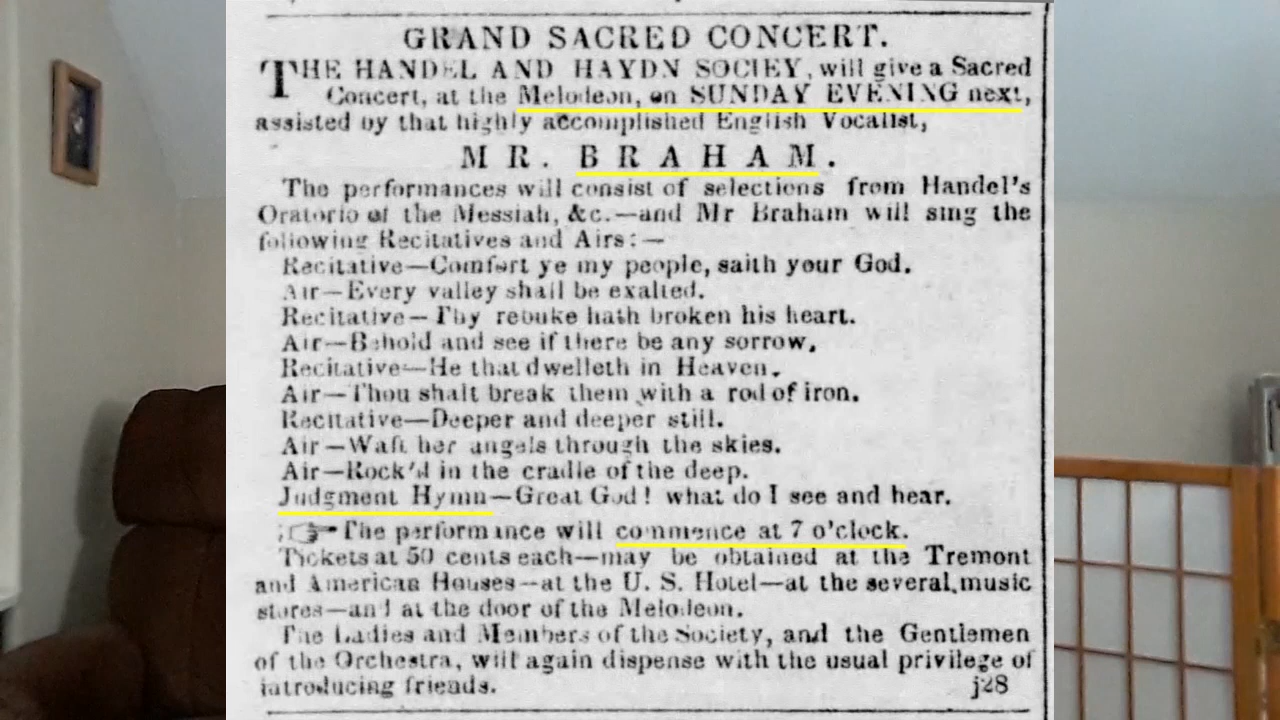 GRAND SACRED CONCERT.
THE HANDEL AND HAYDN SOCIEY, will give a Sacred
Concert, at the Melodeon, on SUNDAY EVENING next,
assisted by that highly accomplished English Vocalist,
MR. BRAHAM.
The performances will consist of selections from Handel's
Oratorio of the Messiah, &c.—and Mr Braham will sing the
following Recitatives and Airs:—
Recitative—Comfort ye my people, saith your God.
Air—Every valley shall be exalted.
Recitative—Thy rebuke hath broken his heart.
Air—Behold and see if there be any sorrow.
Recitative—He that dwelleth in Heaven.
Air—Thou shalt break them with a rod of iron.
Recitative—Deeper and deeper still.
Air—Waft her angels through the skies.
Air—Rock'd in the cradle of the deep.
Judgment Hymn—Great God! what do I see and hear.
☞ The performance will commence at 7 o'clock.
Tickets at 50 cents each—may be obtained at the Tremont
and American Houses—at the U. S. Hotel—at the several music
stores—and at the door of the Melodeon.
The Ladies and Members of the Society, and the Gentlemen
of the Orchestra, will again dispense with the usual privilege of
introducing friends. j28